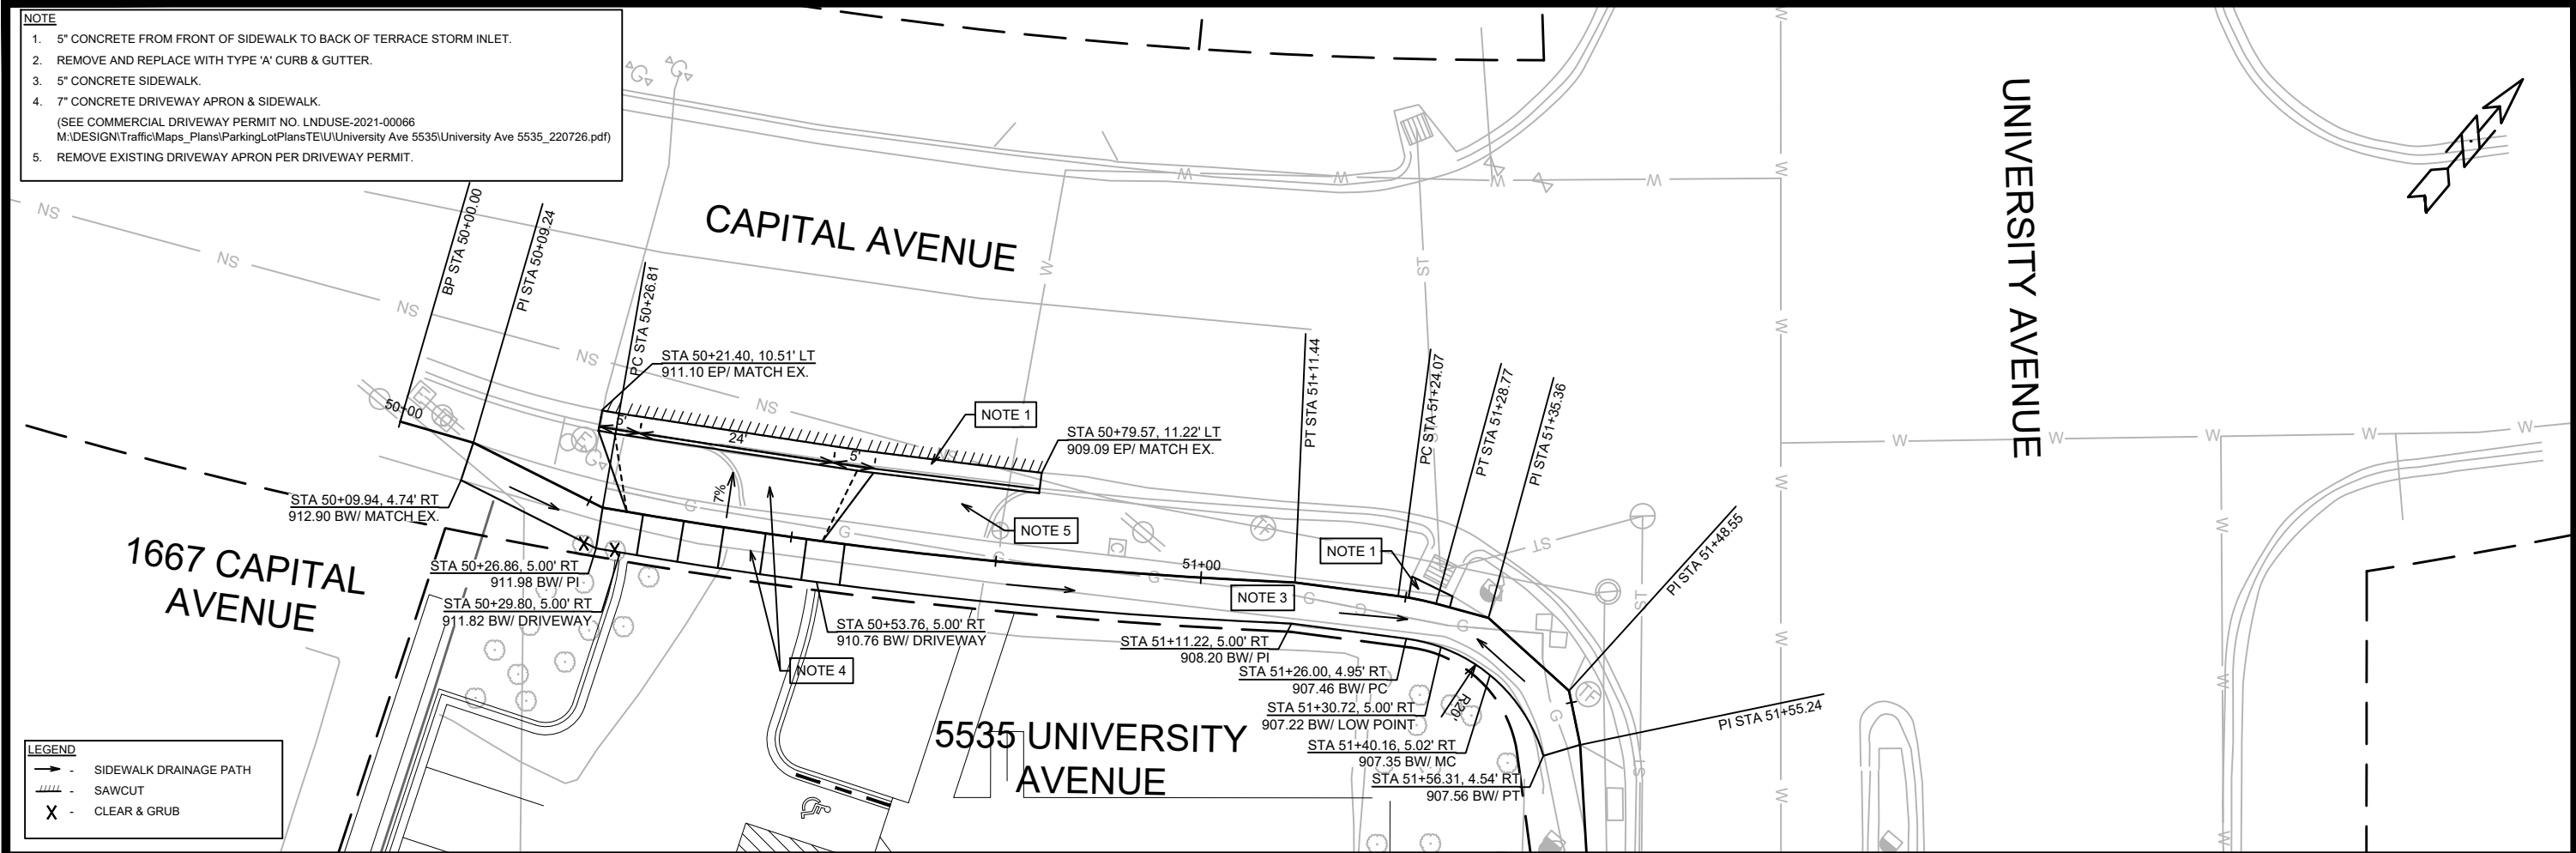 NOTE
1. 5" CONCRETE FROM FRONT OF SIDEWALK TO BACK OF TERRACE STORM INLET.
2. REMOVE AND REPLACE WITH TYPE 'A' CURB & GUTTER.
3. 5" CONCRETE SIDEWALK.
4. 7" CONCRETE DRIVEWAY APRON & SIDEWALK.
(SEE COMMERCIAL DRIVEWAY PERMIT NO. LNDUSE-2021-00066
M:\DESIGN\Traffic\Maps_Plans\ParkingLotPlansTE\U\University Ave 5535\University Ave 5535_220726.pdf)
5. REMOVE EXISTING DRIVEWAY APRON PER DRIVEWAY PERMIT.
CAPITAL AVENUE
UNIVERSITY AVENUE
BP STA 50+00.00
PI STA 50+09.24
PC STA 50+26.81
STA 50+21.40, 10.51' LT
911.10 EP/ MATCH EX.
NOTE 1
STA 50+79.57, 11.22' LT
909.09 EP/ MATCH EX.
PT STA 51+11.44
PC STA 51+24.07
PT STA 51+28.77
PI STA 51+35.36
PI STA 51+48.55
PI STA 51+55.24
50+00
5'
24'
5'
7%
STA 50+09.94, 4.74' RT
912.90 BW/ MATCH EX.
NOTE 5
NOTE 1
51+00
NOTE 3
1667 CAPITAL
AVENUE
STA 50+26.86, 5.00' RT
911.98 BW/ PI
STA 50+29.80, 5.00' RT
911.82 BW/ DRIVEWAY
STA 50+53.76, 5.00' RT
910.76 BW/ DRIVEWAY
NOTE 4
STA 51+11.22, 5.00' RT
908.20 BW/ PI
STA 51+26.00, 4.95' RT
907.46 BW/ PC
STA 51+30.72, 5.00' RT
907.22 BW/ LOW POINT
R20'
STA 51+40.16, 5.02' RT
907.35 BW/ MC
STA 51+56.31, 4.54' RT
907.56 BW/ PT
5535 UNIVERSITY
AVENUE
LEGEND
- SIDEWALK DRAINAGE PATH
- SAWCUT
X - CLEAR & GRUB